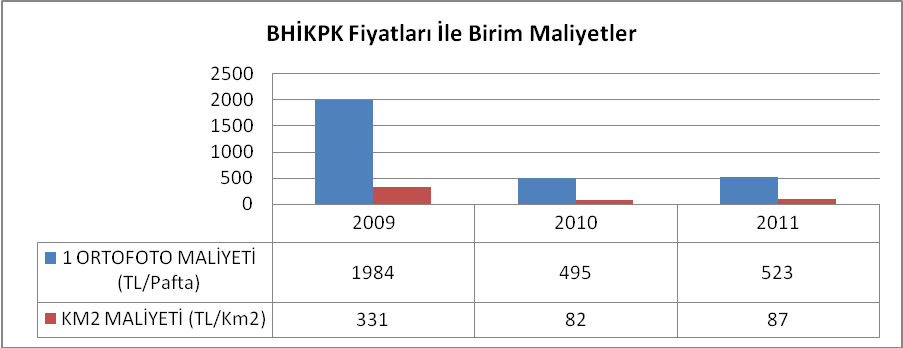 BHİKPK Fiyatları İle Birim Maliyetler
2500
2000
1500
1000
500
0
2009 2010 2011
1 ORTOFOTO MALİYETİ (TL/Pafta) 1984 495 523
KM2 MALİYETİ (TL/Km2) 331 82 87